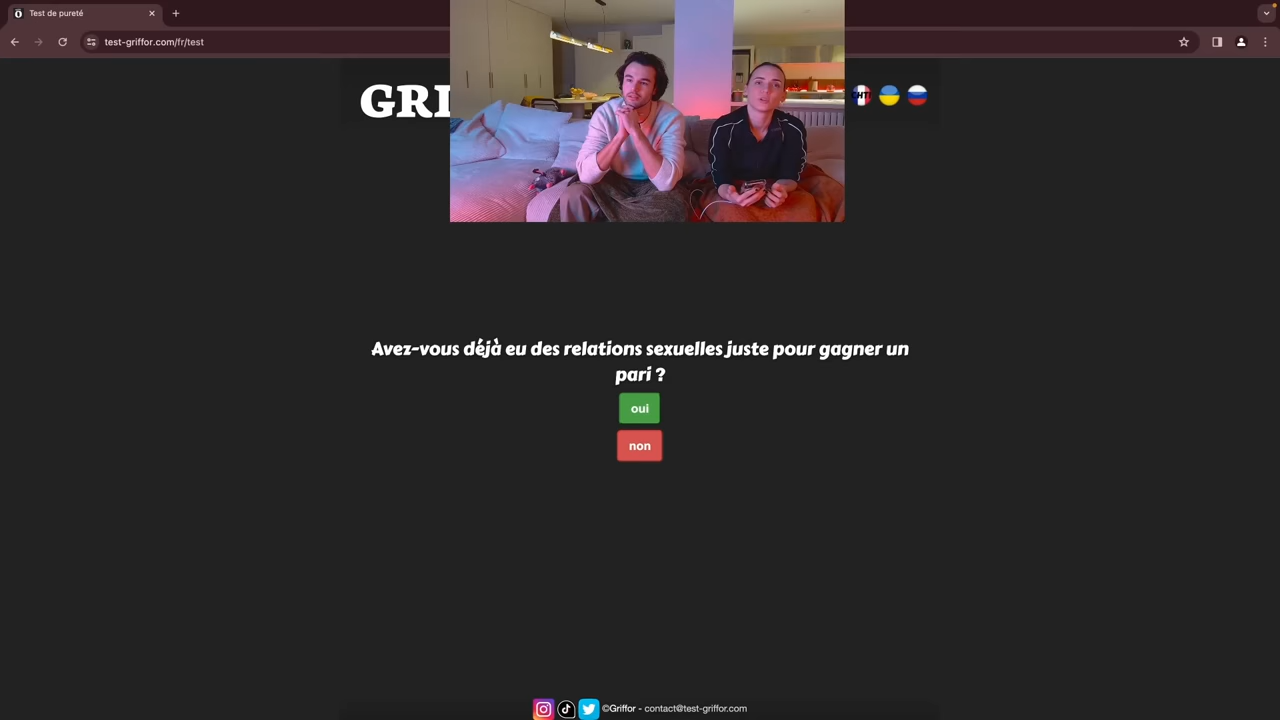 Test de pureté
test-griffor.com/fr/test
GRI
CHTI
Avez-vous déjà eu des relations sexuelles juste pour gagner un
pari ?
oui
non
©Griffor - contact@test-griffor.com